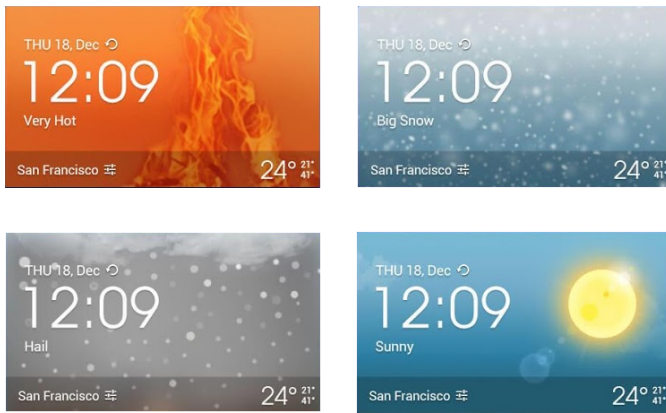 THU 18, Dec
12:09
Very Hot
San Francisco 24° 21°
41°
THU 18, Dec
12:09
Big Snow
San Francisco 24° 21°
41°
THU 18, Dec
12:09
Hail
San Francisco 24° 21°
41°
THU 18, Dec
12:09
Sunny
San Francisco 24° 21°
41°